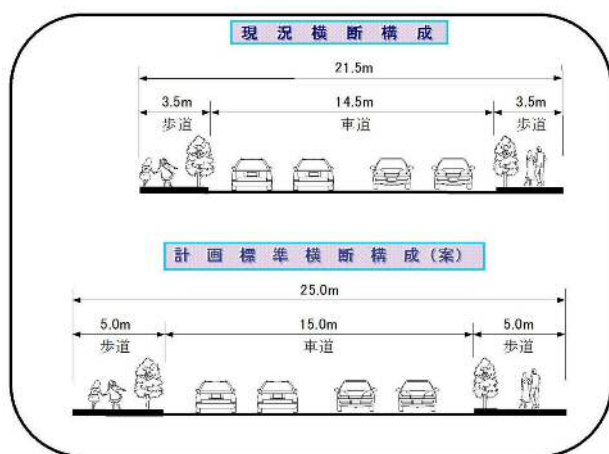 現況横断構成
21.5m
3.5m 14.5m 3.5m
歩道 車道 歩道
計画標準横断構成(案)
25.0m
5.0m 15.0m 5.0m
歩道 車道 歩道